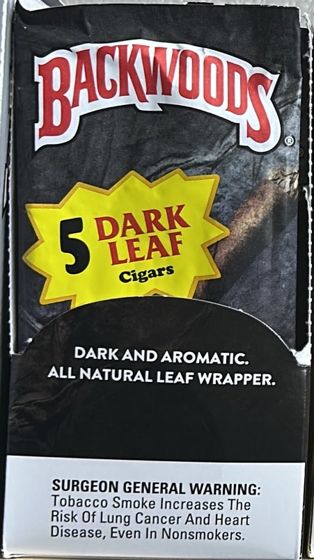 BACKWOODS®
5 DARK
LEAF
Cigars
DARK AND AROMATIC.
ALL NATURAL LEAF WRAPPER.
SURGEON GENERAL WARNING:
Tobacco Smoke Increases The
Risk Of Lung Cancer And Heart
Disease, Even In Nonsmokers.